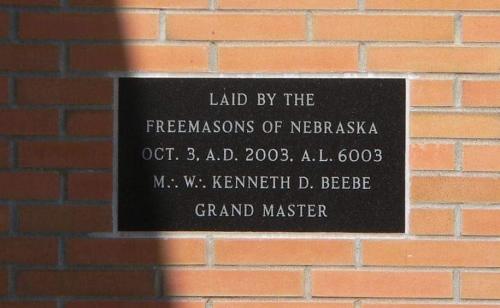 LAID BY THE
FREEMASONS OF NEBRASKA
OCT. 3, A.D. 2003, A.L. 6003
M∴ W∴ KENNETH D. BEEBE
GRAND MASTER